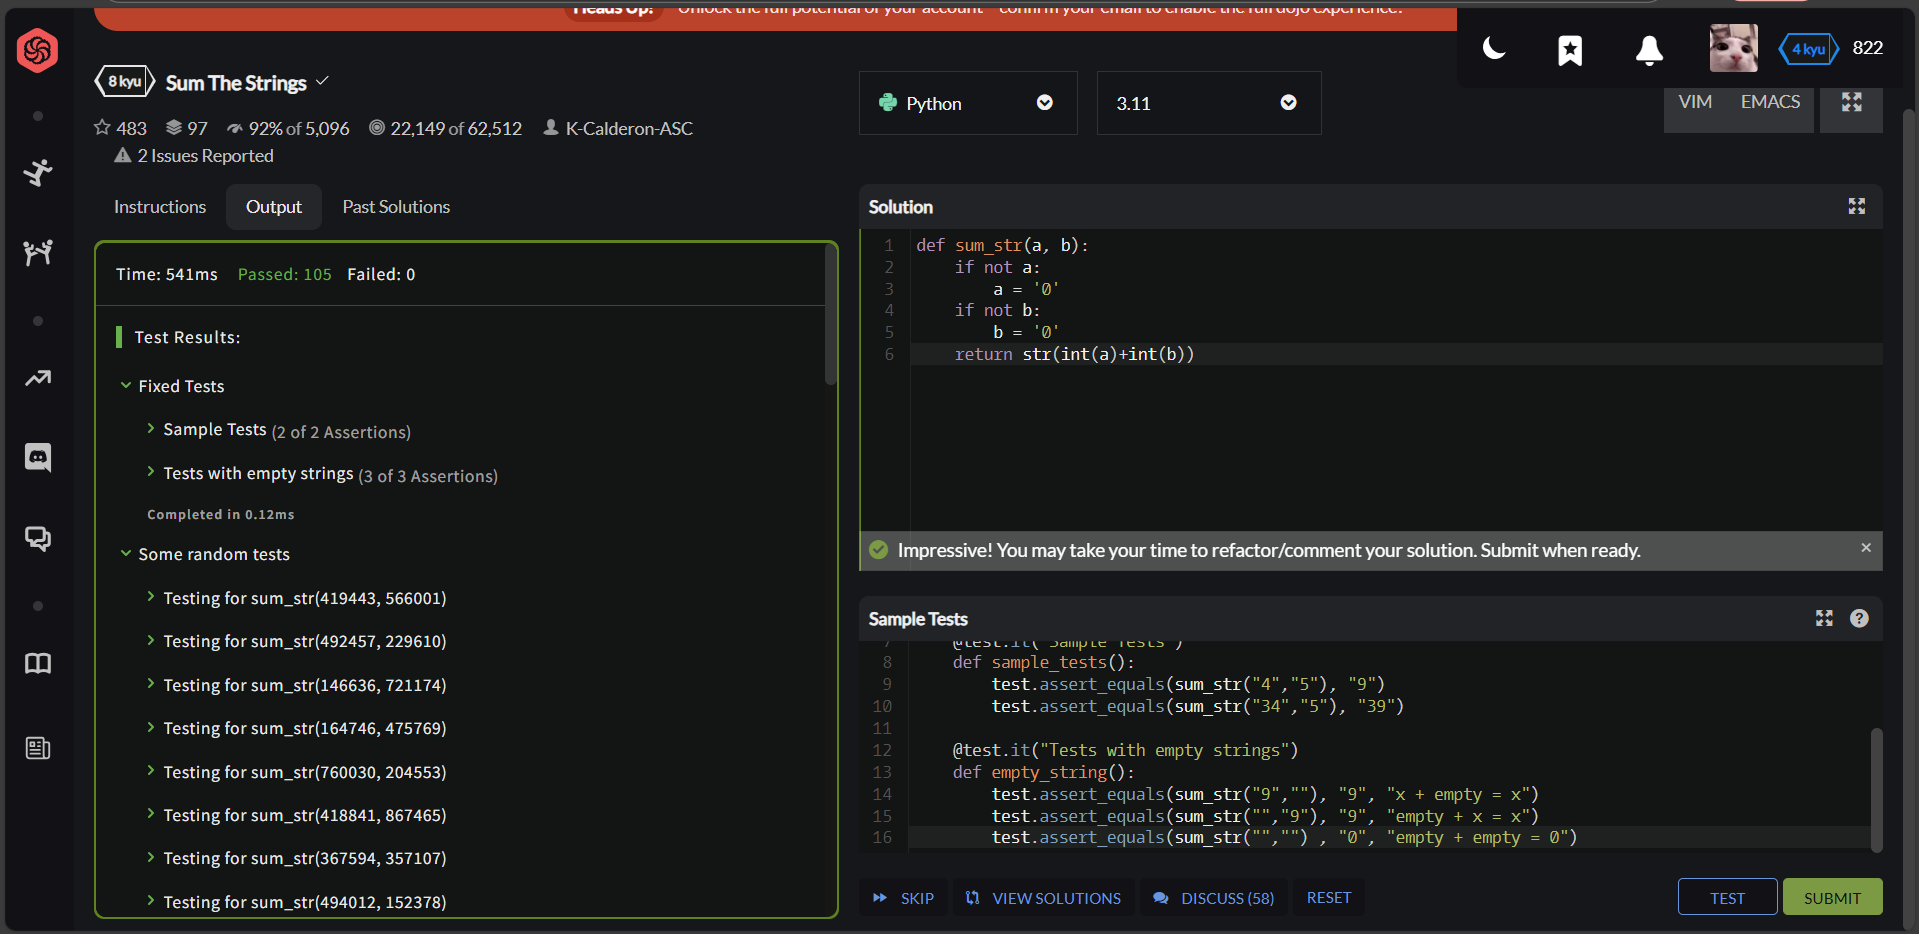 Heads Up! Unlock the full potential of your account - confirm your email to enable the full dojo experience.
4 kyu 822
8 kyu Sum The Strings
483 97 92% of 5,096 22,149 of 62,512 K-Calderon-ASC
2 Issues Reported
Python 3.11
VIM EMACS
Instructions Output Past Solutions
Time: 541ms Passed: 105 Failed: 0
Test Results:
Fixed Tests
Sample Tests (2 of 2 Assertions)
Tests with empty strings (3 of 3 Assertions)
Completed in 0.12ms
Some random tests
Testing for sum_str(419443, 566001)
Testing for sum_str(492457, 229610)
Testing for sum_str(146636, 721174)
Testing for sum_str(164746, 475769)
Testing for sum_str(760030, 204553)
Testing for sum_str(418841, 867465)
Testing for sum_str(367594, 357107)
Testing for sum_str(494012, 152378)
Solution
1 def sum_str(a, b):
2 if not a:
3 a = '0'
4 if not b:
5 b = '0'
6 return str(int(a)+int(b))
Impressive! You may take your time to refactor/comment your solution. Submit when ready.
Sample Tests
7 @test.it("Sample Tests")
8 def sample_tests():
9 test.assert_equals(sum_str("4","5"), "9")
10 test.assert_equals(sum_str("34","5"), "39")
11
12 @test.it("Tests with empty strings")
13 def empty_string():
14 test.assert_equals(sum_str("9",""), "9", "x + empty = x")
15 test.assert_equals(sum_str("","9"), "9", "empty + x = x")
16 test.assert_equals(sum_str("","") , "0", "empty + empty = 0")
SKIP VIEW SOLUTIONS DISCUSS (58) RESET TEST SUBMIT